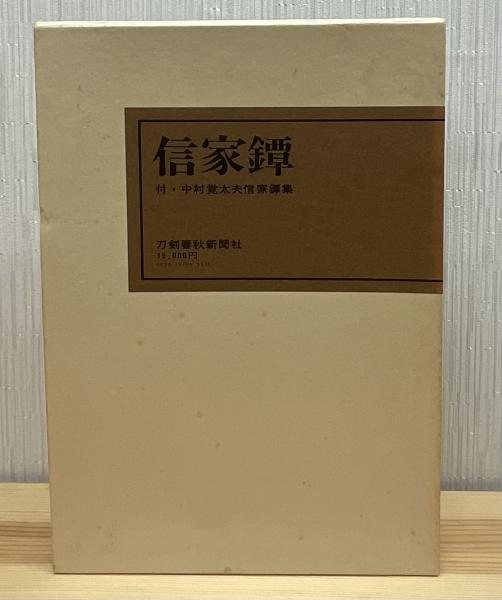 信家鐔
付・中村覚太夫信家鐔集
刀剣春秋新聞社
15,000円